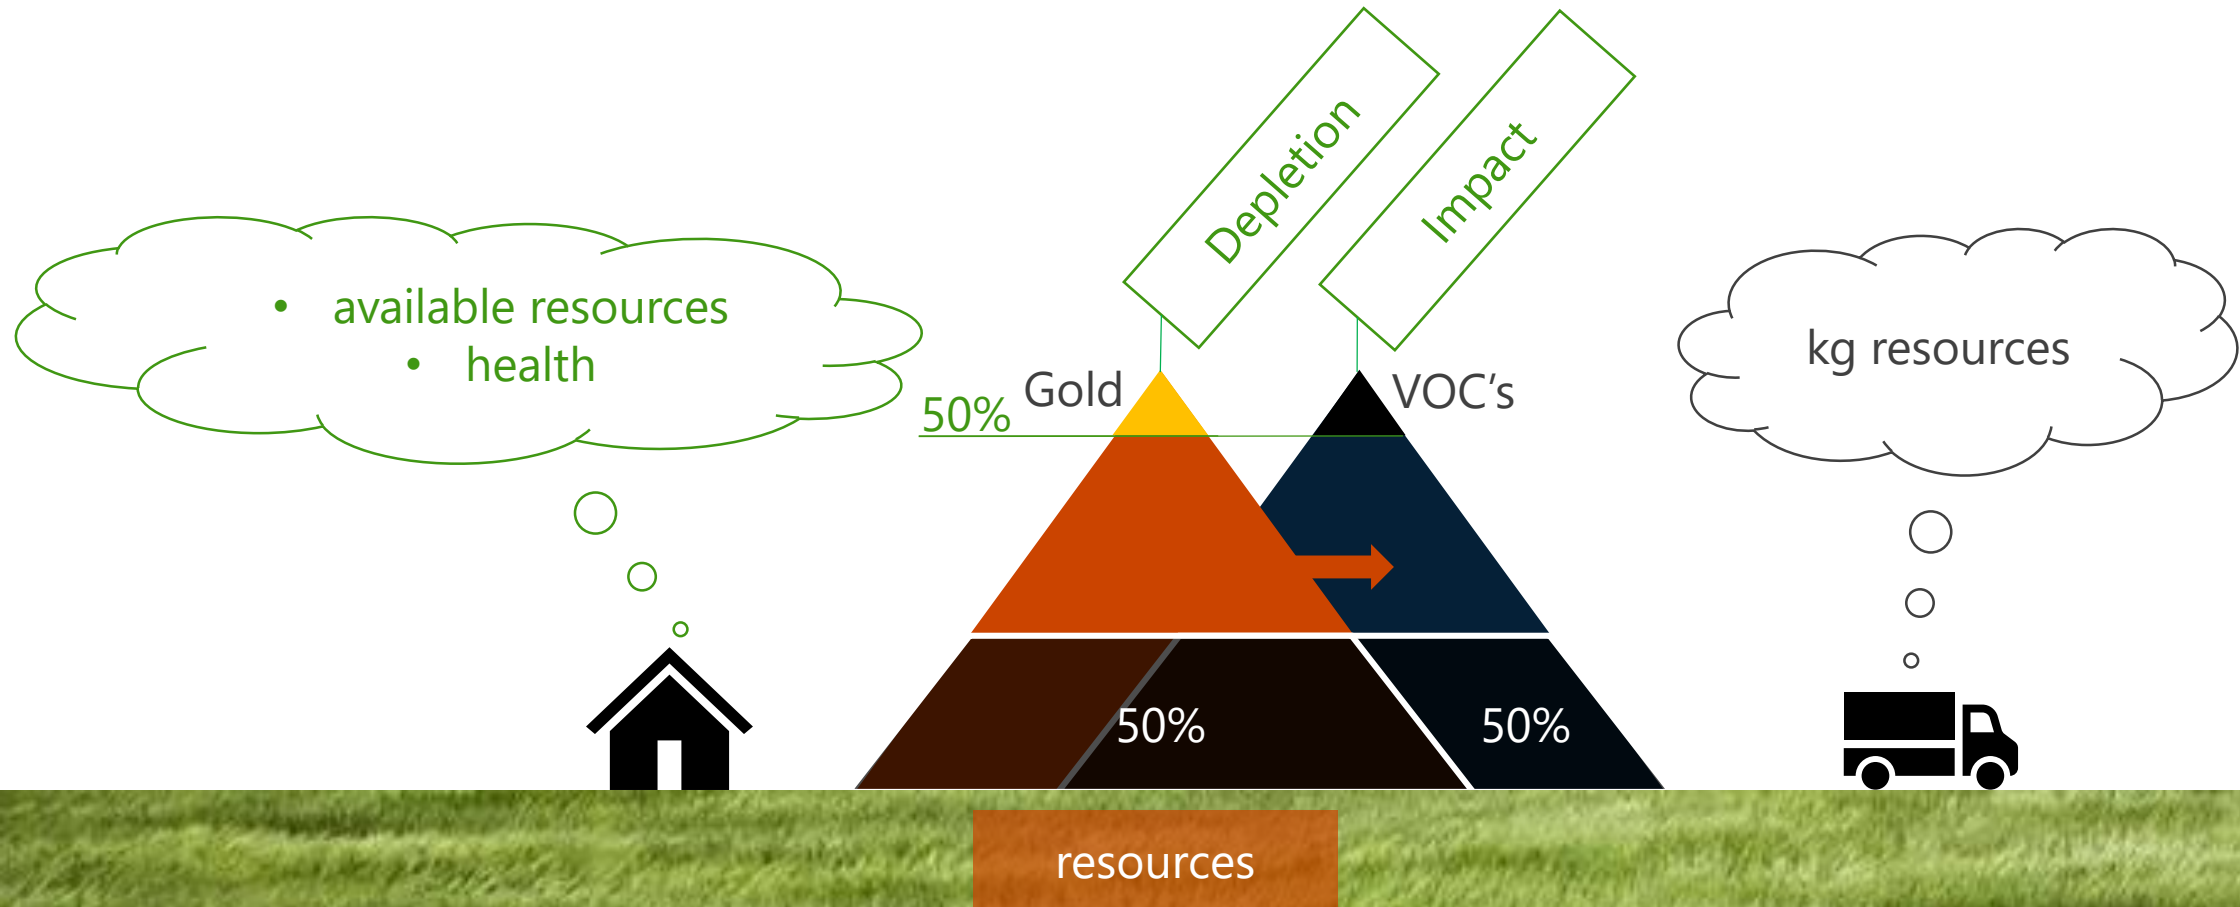 Depletion
Impact
• available resources
• health
kg resources
Gold
VOC’s
50%
50%
50%
resources